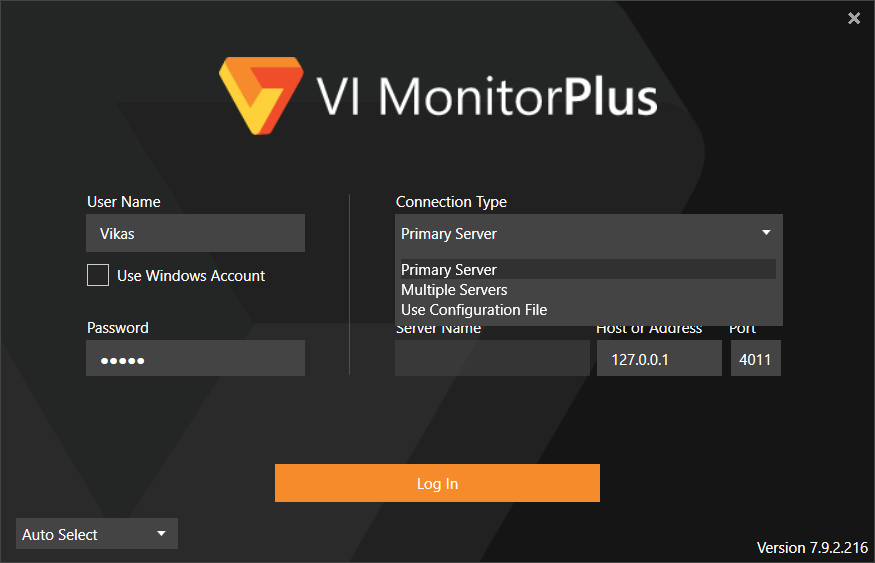 VI MonitorPlus
User Name
Vikas
Use Windows Account
Password
Connection Type
Primary Server
Primary Server
Multiple Servers
Use Configuration File
Server Name
Host or Address
Port
127.0.0.1
4011
Log In
Auto Select
Version 7.9.2.216